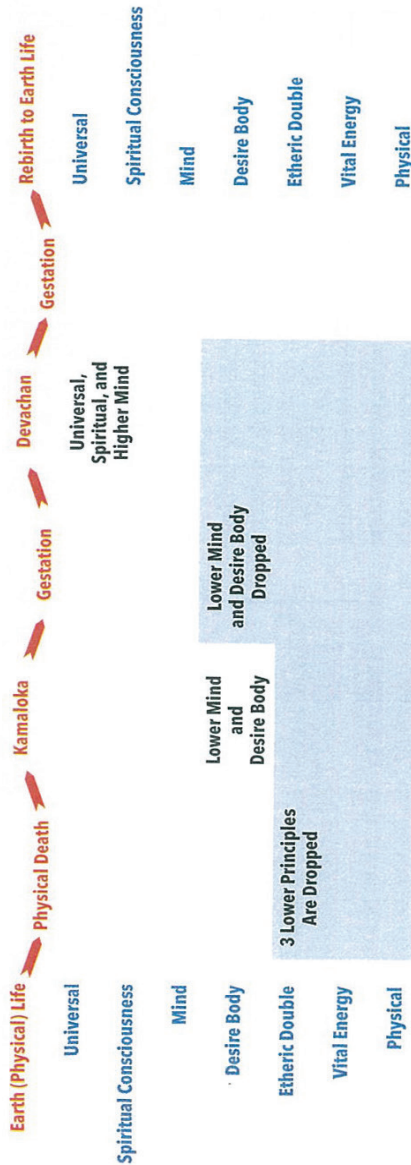 Earth (Physical) Life
Physical Death
Kamaloka
Gestation
Devachan
Gestation
Rebirth to Earth Life
Universal
Spiritual Consciousness
Mind
Desire Body
Etheric Double
Vital Energy
Physical
3 Lower Principles
Are Dropped
Lower Mind
and
Desire Body
Lower Mind
and Desire Body
Dropped
Universal,
Spiritual, and
Higher Mind
Universal
Spiritual Consciousness
Mind
Desire Body
Etheric Double
Vital Energy
Physical